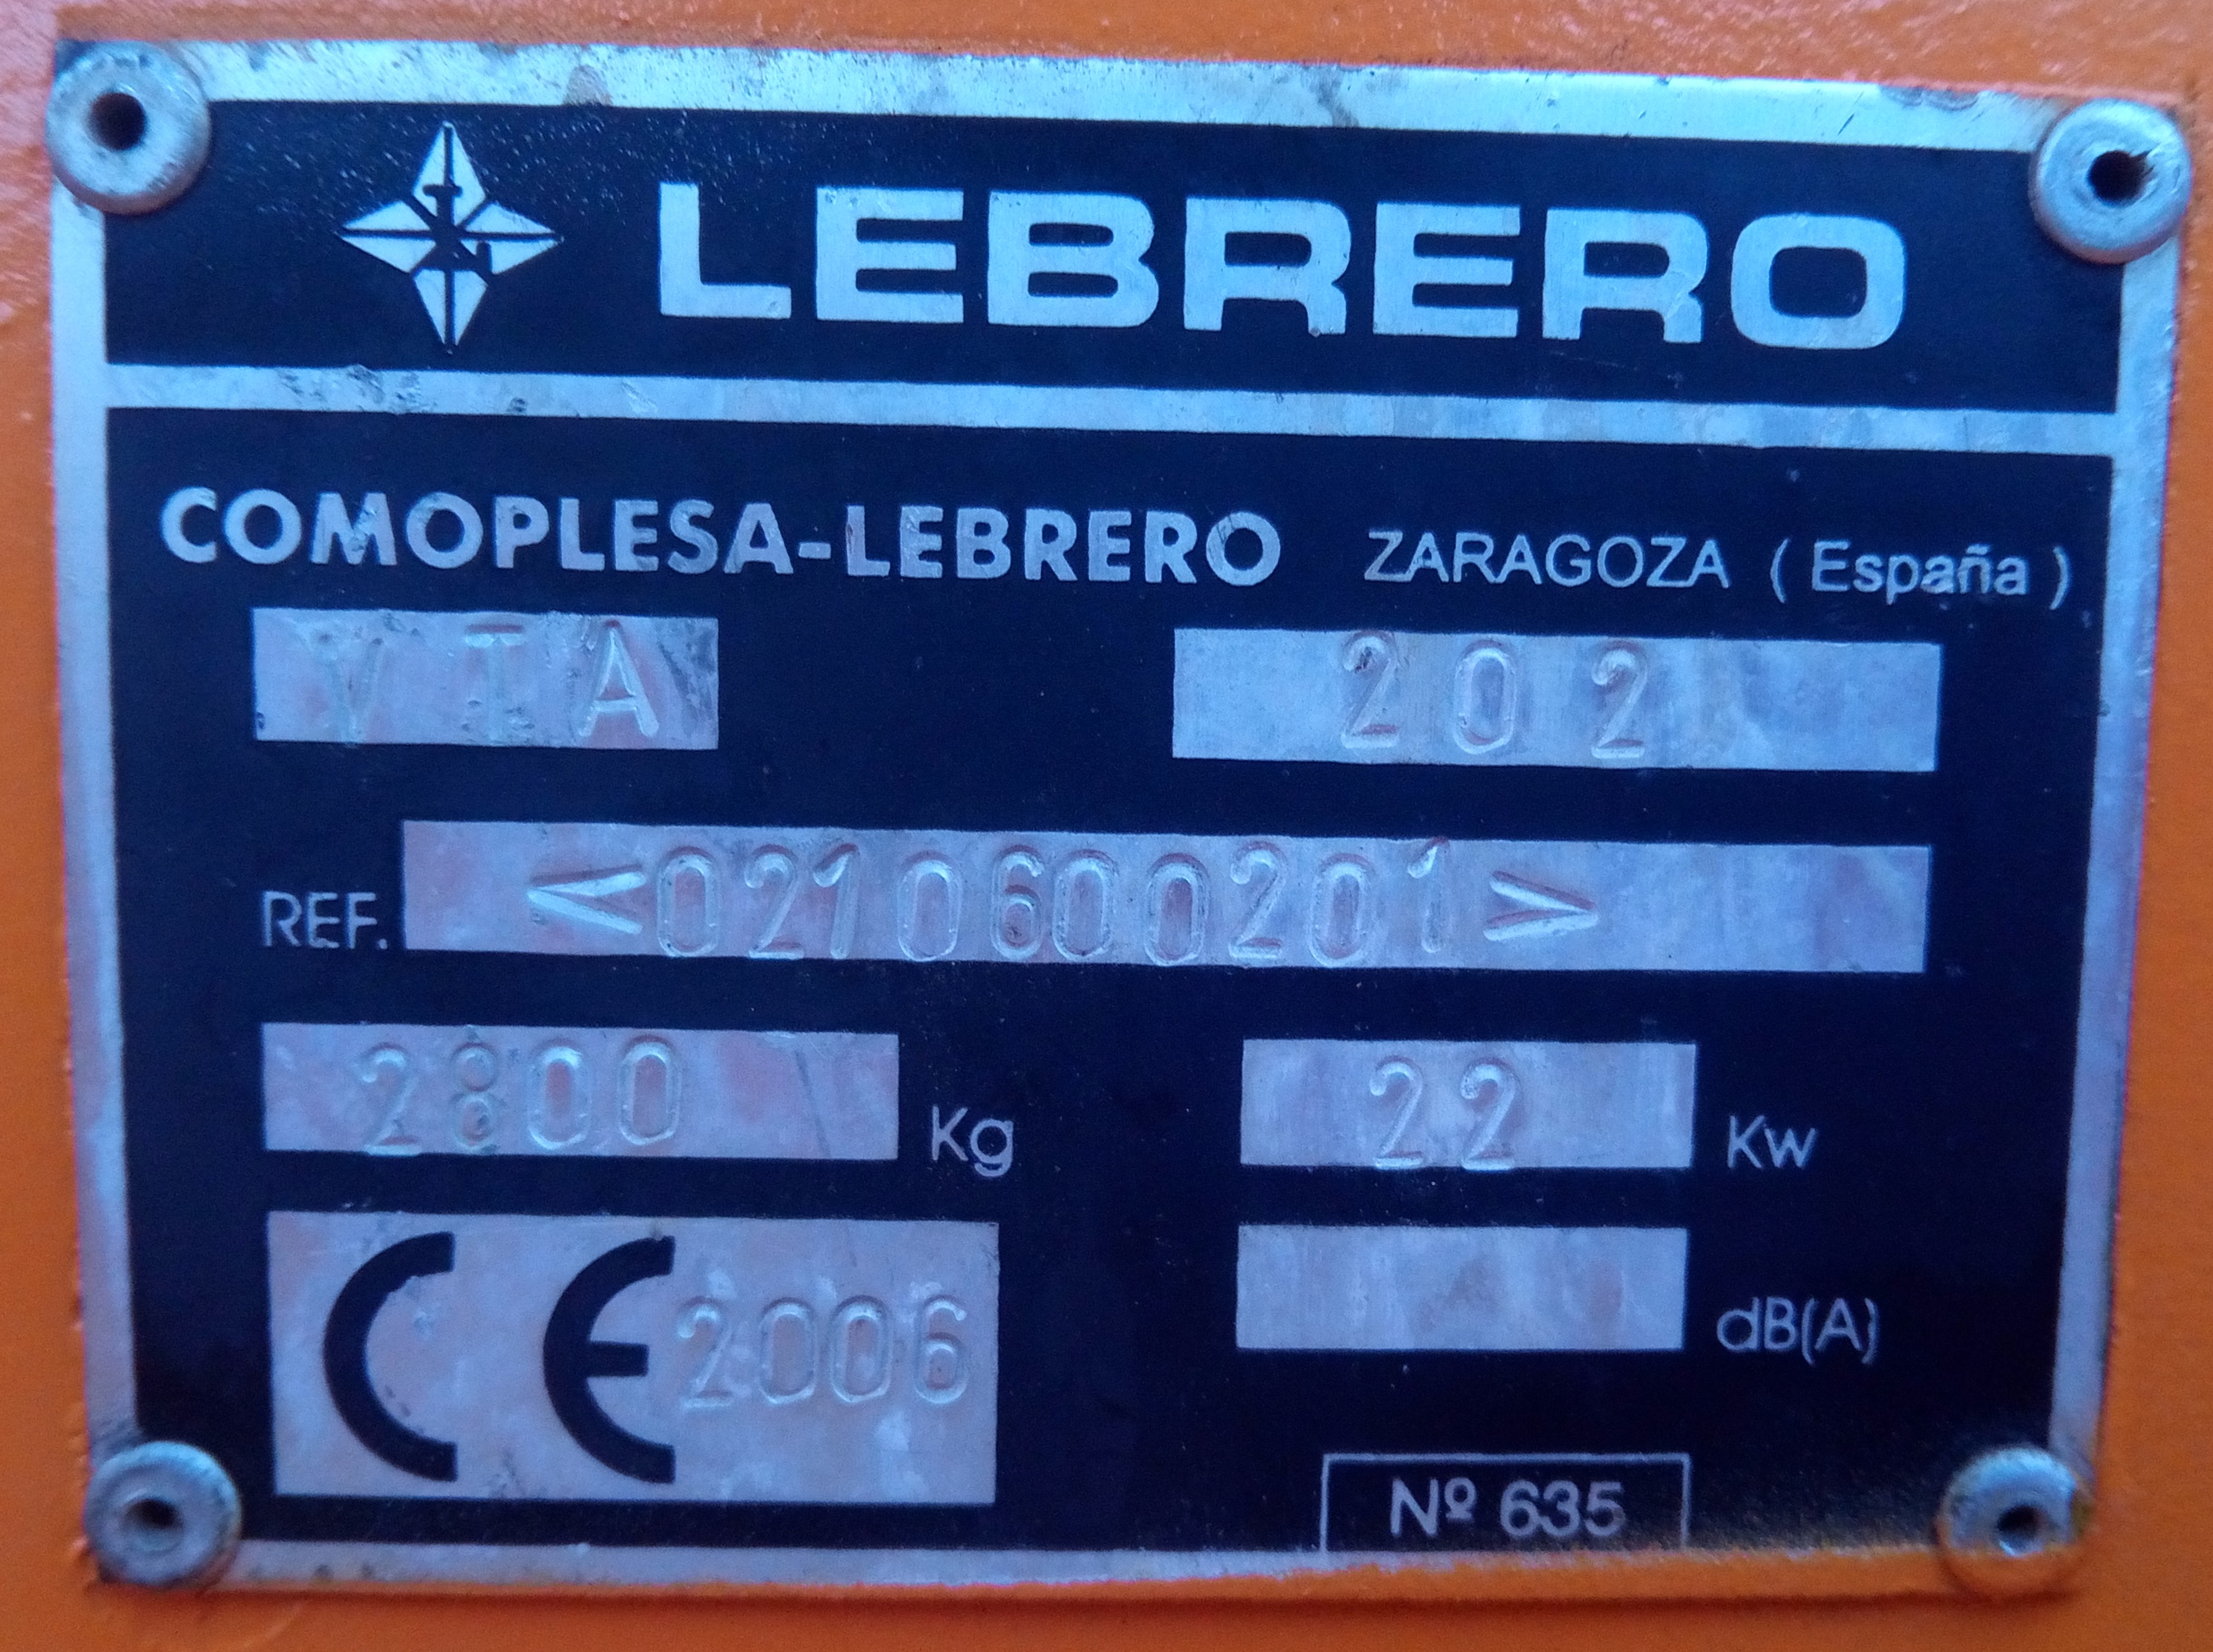 LEBRERO
COMOPLESA-LEBRERO ZARAGOZA (España)
VTA 202
REF. <0210600201>
2800 Kg 22 Kw
CE 2006 dB(A)
Nº 635